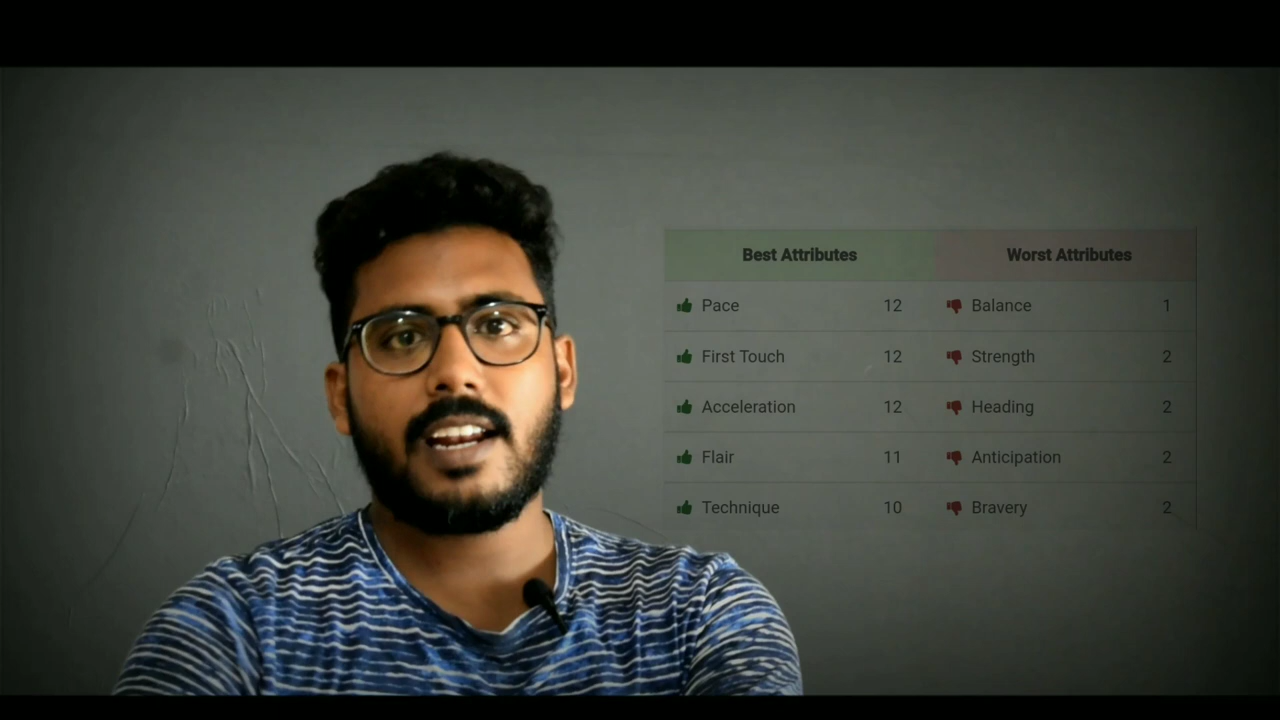 Best Attributes Worst Attributes
Pace 12 Balance 1
First Touch 12 Strength 2
Acceleration 12 Heading 2
Flair 11 Anticipation 2
Technique 10 Bravery 2